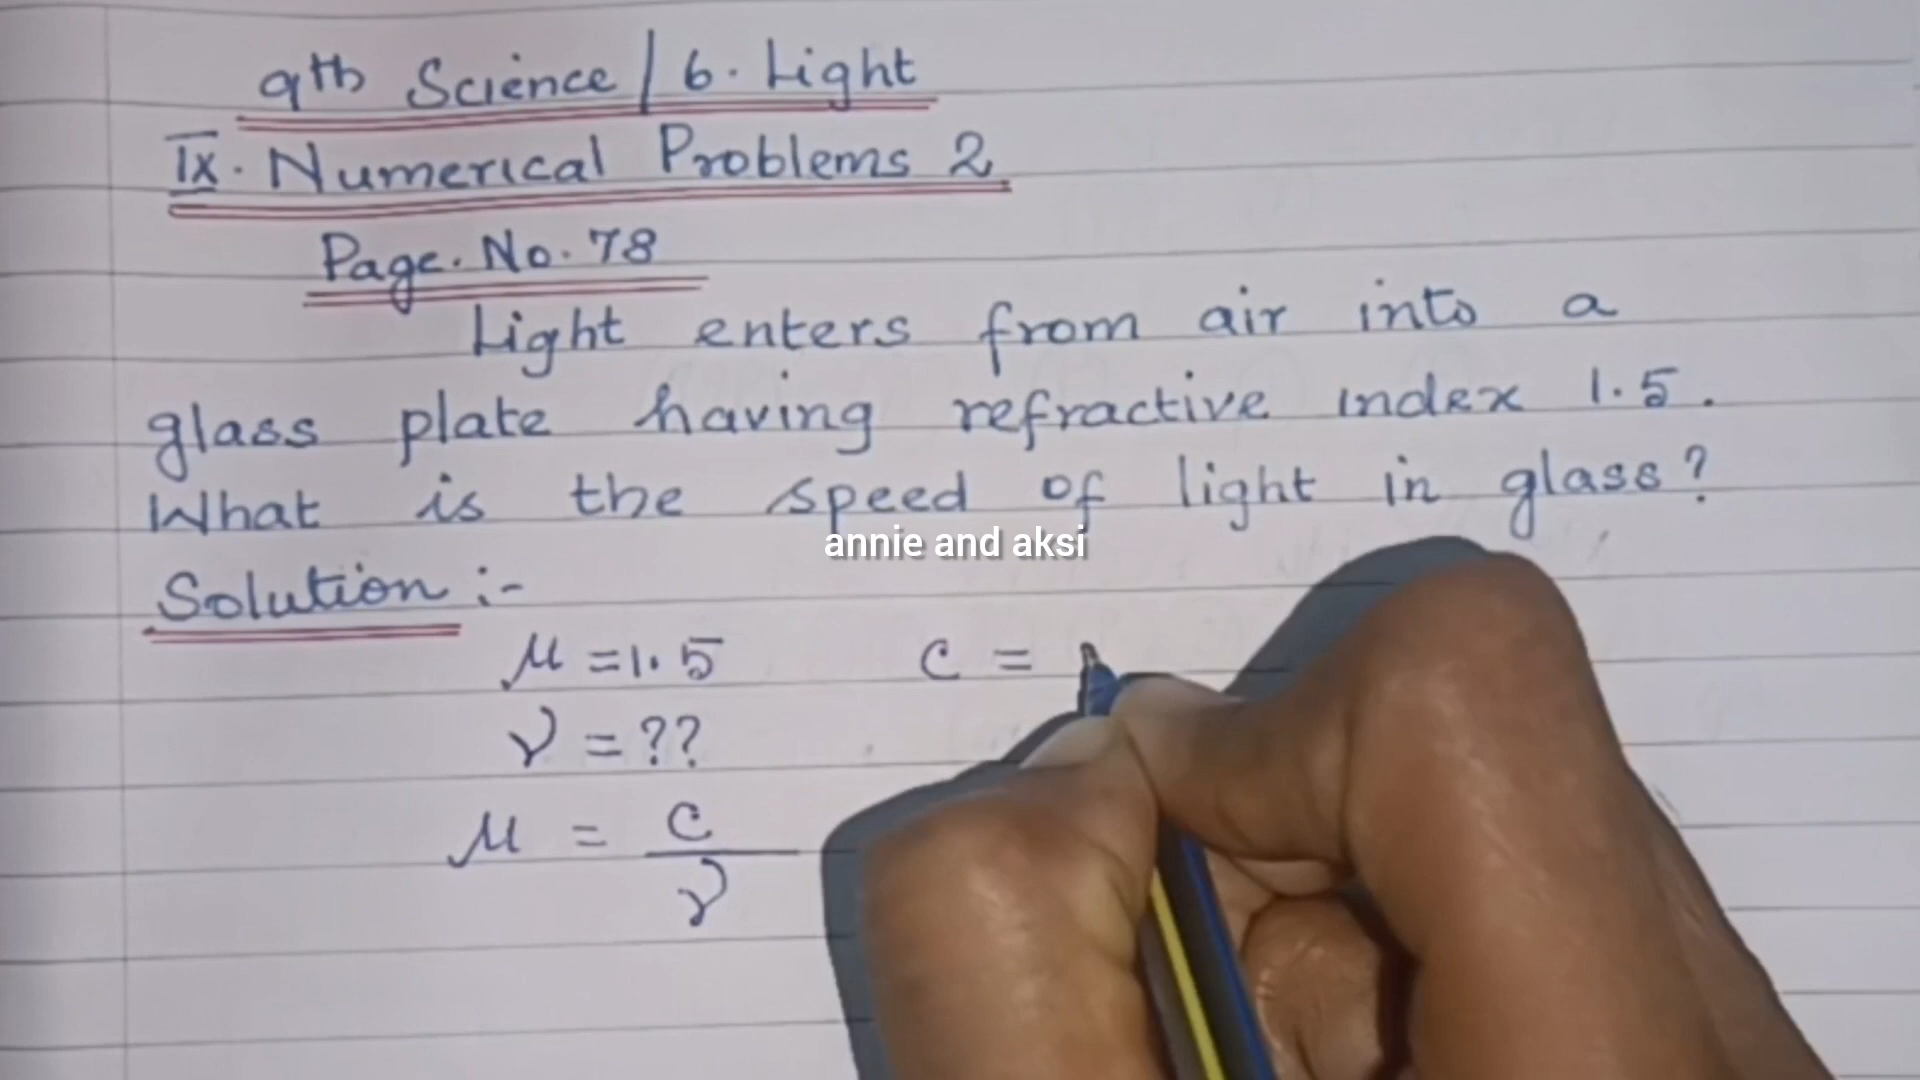 9th Science / 6. Light
IX. Numerical Problems 2
Page. No. 78
Light enters from air into a
glass plate having refractive index 1.5.
What is the speed of light in glass?
annie and aksi
Solution :-
μ = 1.5 c =
ν = ??
μ = c/ν